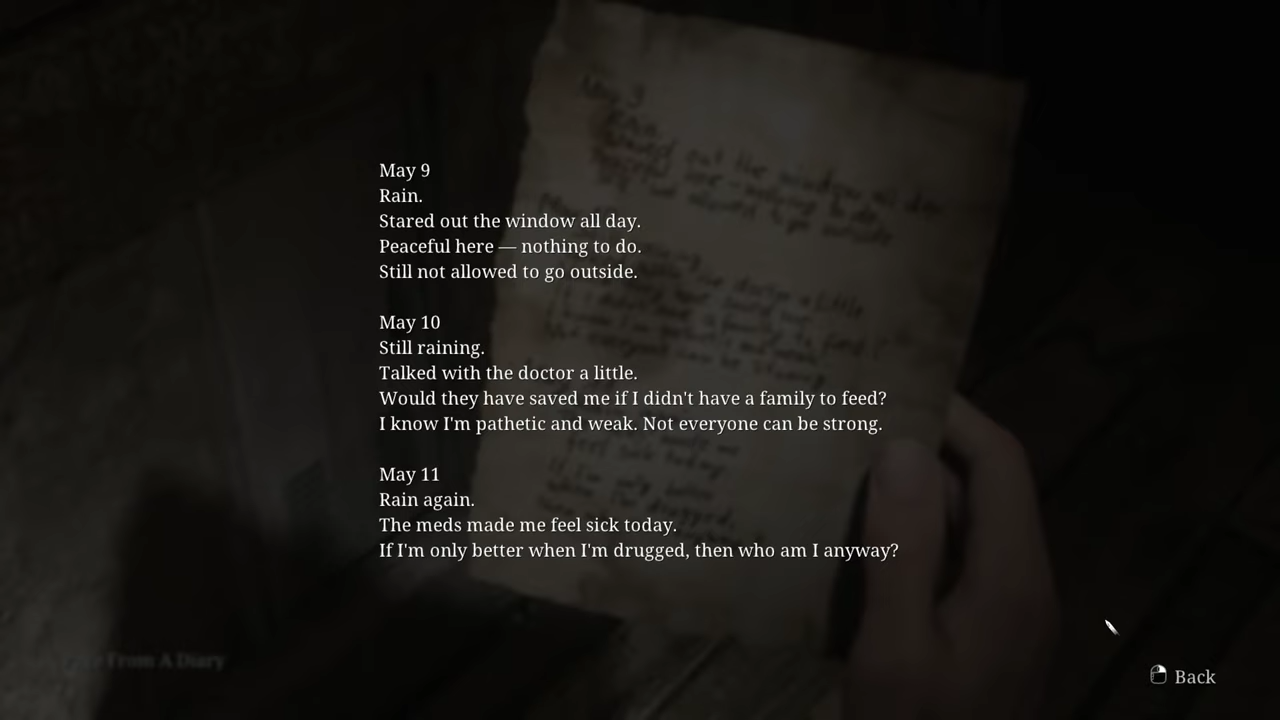 May 9
Rain.
Stared out the window all day.
Peaceful here — nothing to do.
Still not allowed to go outside.
May 10
Still raining.
Talked with the doctor a little.
Would they have saved me if I didn't have a family to feed?
I know I'm pathetic and weak. Not everyone can be strong.
May 11
Rain again.
The meds made me feel sick today.
If I'm only better when I'm drugged, then who am I anyway?
From A Diary
Back